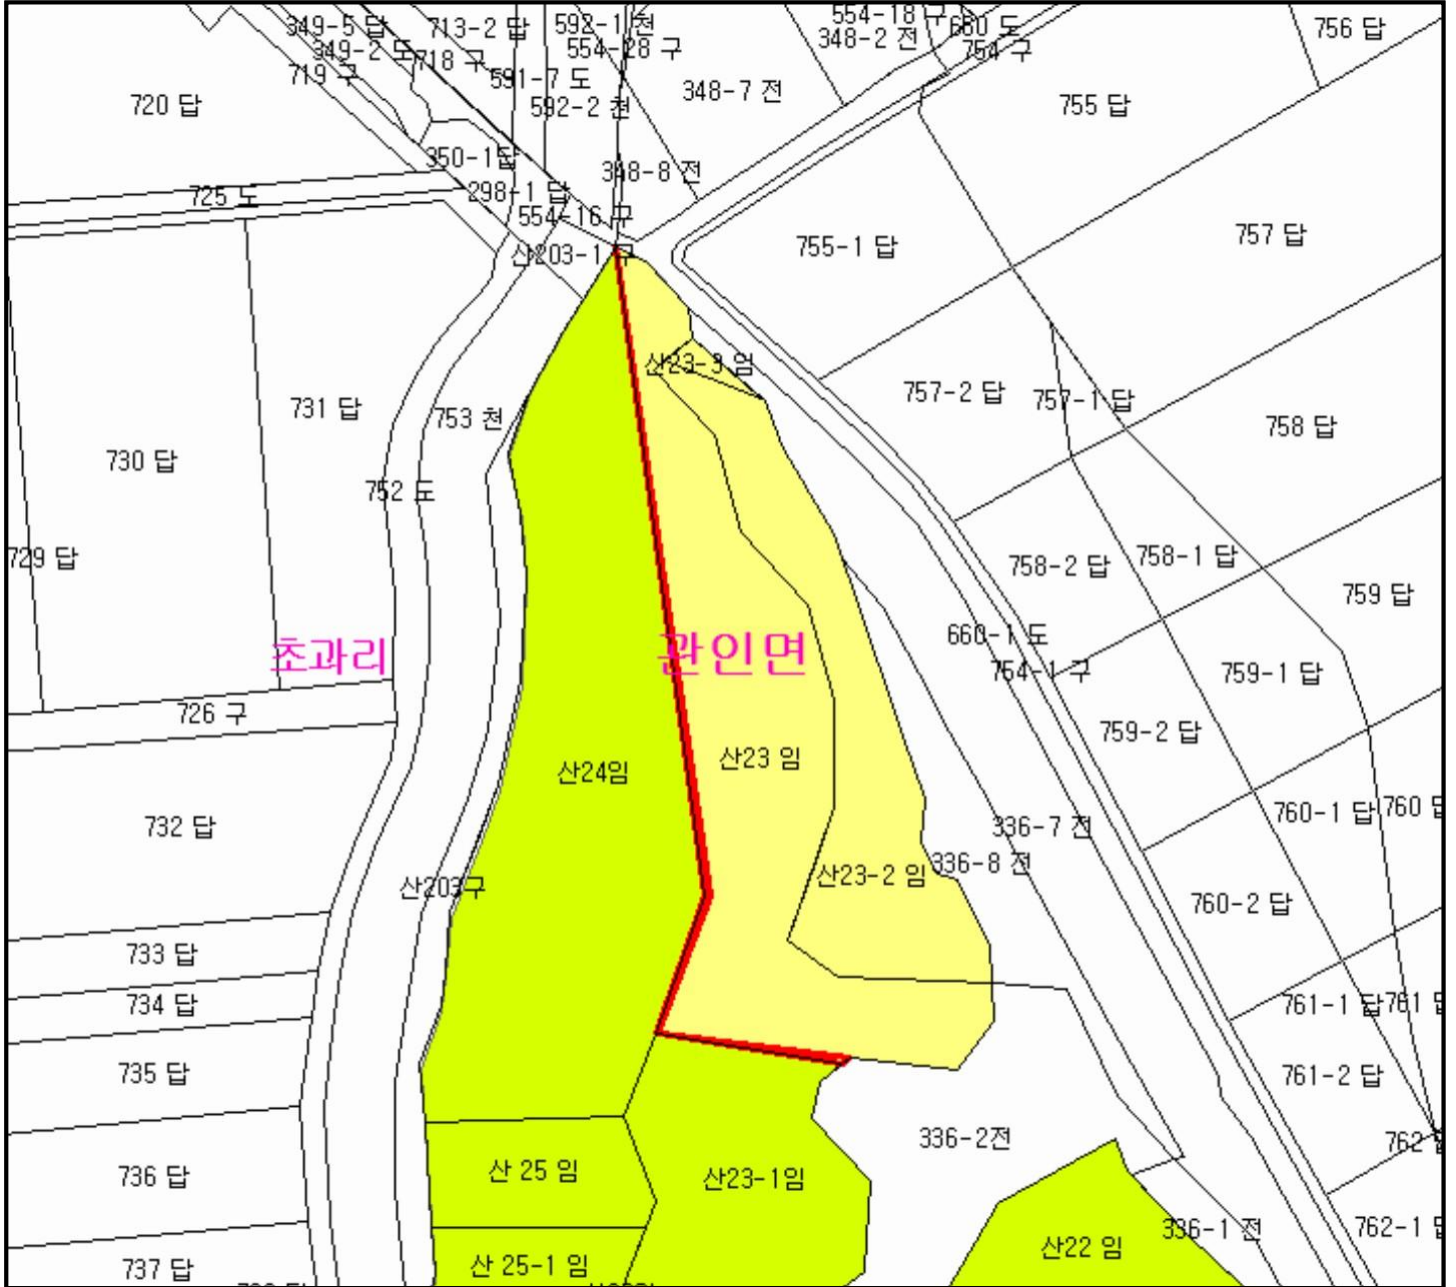 349-5 답
713-2 답
592-1 천
554-18 구
660 도
756 답
349-2 도
718 구
554-28 구
348-2 전
754 구
719 구
591-7 도
348-7 전
720 답
592-2 천
755 답
350-1답
348-8 전
725 도
298-1 답
554-16 구
산203-1 구
755-1 답
757 답
산23-3 임
731 답
753 천
757-2 답
757-1 답
758 답
730 답
752 도
729 답
758-2 답
758-1 답
759 답
초과리
관인면
660-1 도
754-1 구
759-1 답
726 구
759-2 답
산24임
산23 임
732 답
336-7 전
760-1 답
760 답
산203구
산23-2 임
336-8 전
760-2 답
733 답
734 답
761-1 답
761 답
735 답
761-2 답
336-2전
762
736 답
산 25 임
산23-1임
336-1 전
762-1 답
737 답
산 25-1 임
산22 임